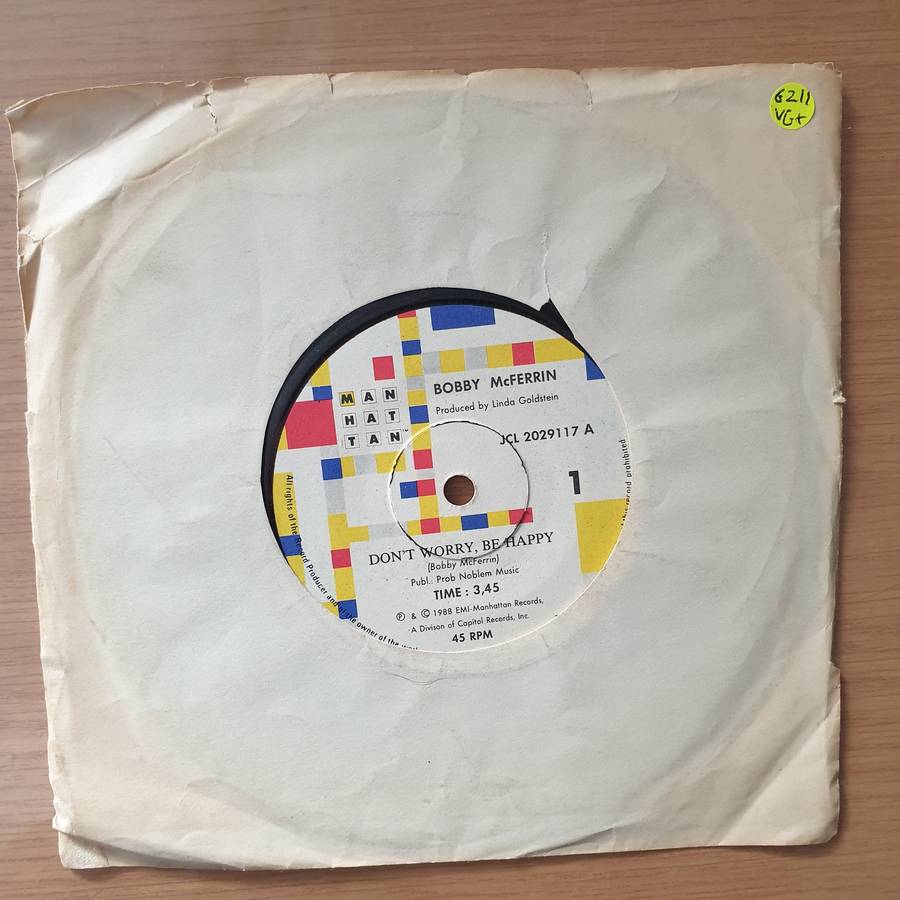 6211
VG+
MAN
HAT
TAN™
BOBBY McFERRIN
Produced by Linda Goldstein
JCL 2029117 A
1
DON'T WORRY, BE HAPPY
(Bobby McFerrin)
Publ.: Prob Noblem Music
TIME : 3,45
℗ & © 1988 EMI-Manhattan Records,
A Divison of Capitol Records, Inc.
45 RPM
All rights of the Record Producer and of the owner of the
this record prohibited